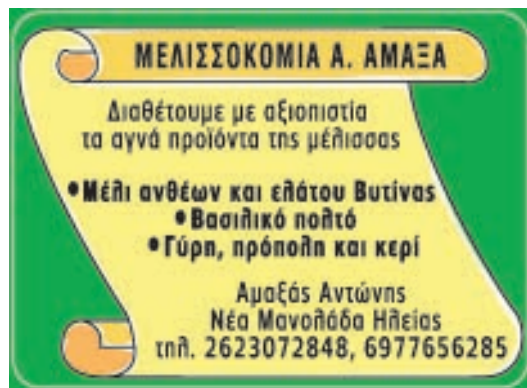 ΜΕΛΙΣΣΟΚΟΜΙΑ Α. ΑΜΑΞΑ
Διαθέτουμε με αξιοπιστία
τα αγνά προϊόντα της μέλισσας
•Μέλι ανθέων και ελάτου Βυτίνας
•Βασιλικό πολτό
•Γύρη, πρόπολη και κερί
Αμαξάς Αντώνης
Νέα Μανολάδα Ηλείας
τηλ. 2623072848, 6977656285